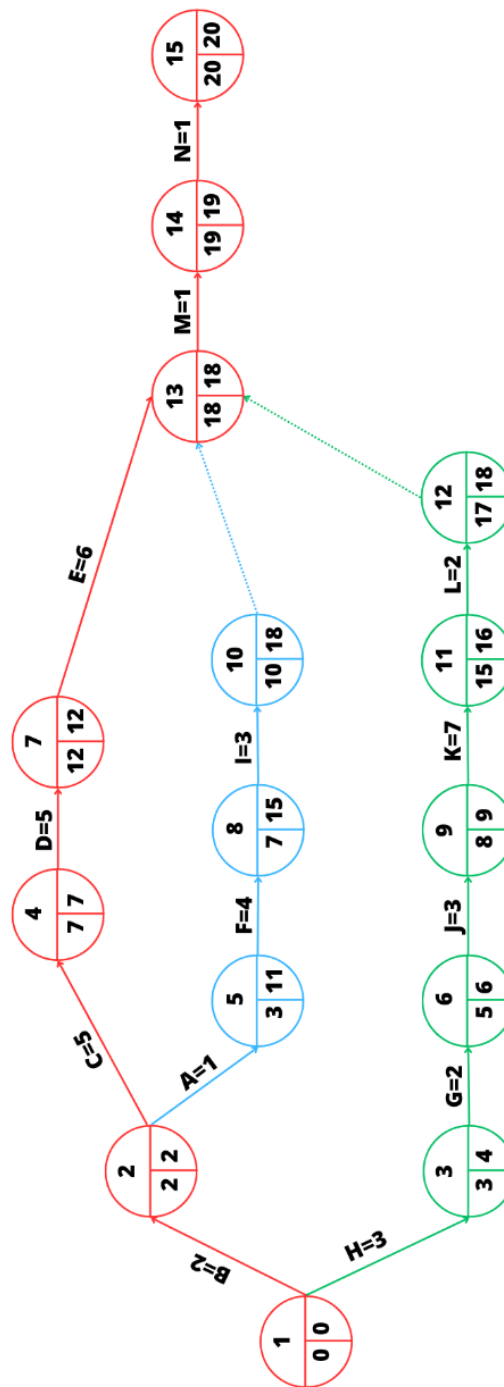 1
0 0
B=2
H=3
2
2 2
3
3 4
C=5
A=1
G=2
4
7 7
5
3 11
6
5 6
D=5
F=4
J=3
7
12 12
8
7 15
9
8 9
E=6
I=3
K=7
10
10 18
11
15 16
L=2
12
17 18
13
18 18
M=1
14
19 19
N=1
15
20 20